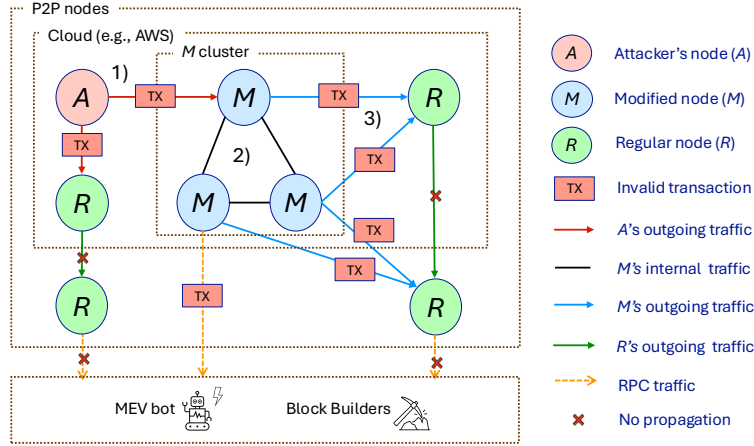 P2P nodes
Cloud (e.g., AWS)
M cluster
1)
A
TX
M
TX
R
3)
TX
2)
TX
R
M
M
TX
TX
TX
R
R
MEV bot
Block Builders
A
Attacker's node (A)
M
Modified node (M)
R
Regular node (R)
TX
Invalid transaction
A's outgoing traffic
M's internal traffic
M's outgoing traffic
R's outgoing traffic
RPC traffic
No propagation